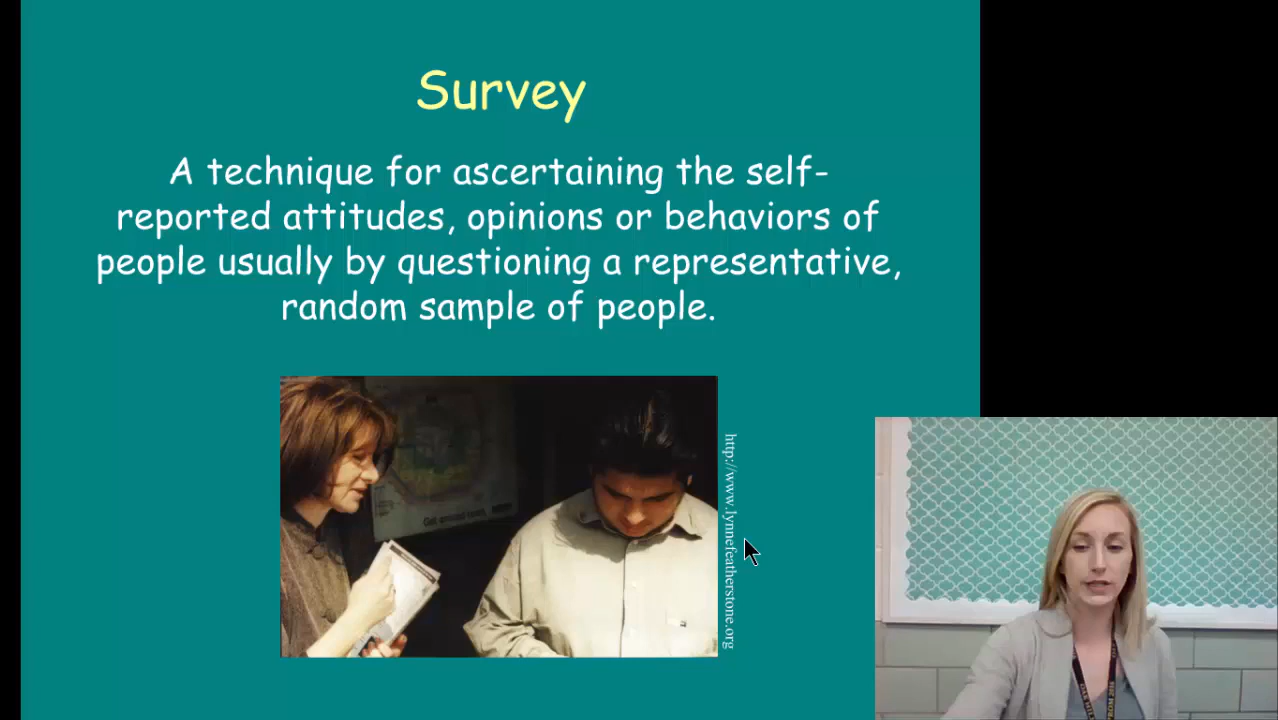 Survey
A technique for ascertaining the self-
reported attitudes, opinions or behaviors of
people usually by questioning a representative,
random sample of people.
http://www.lynnefeatherstone.org